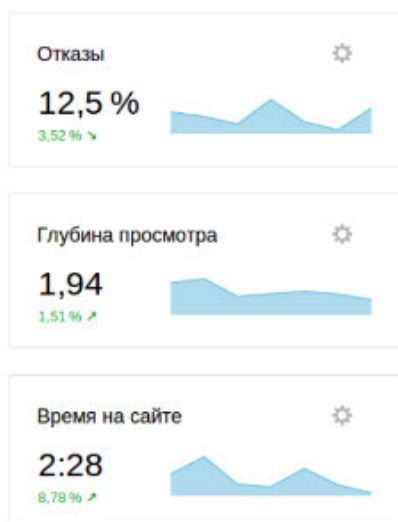 Отказы
12,5 %
3,52 % ↘
Глубина просмотра
1,94
1,51 % ↗
Время на сайте
2:28
8,78 % ↗